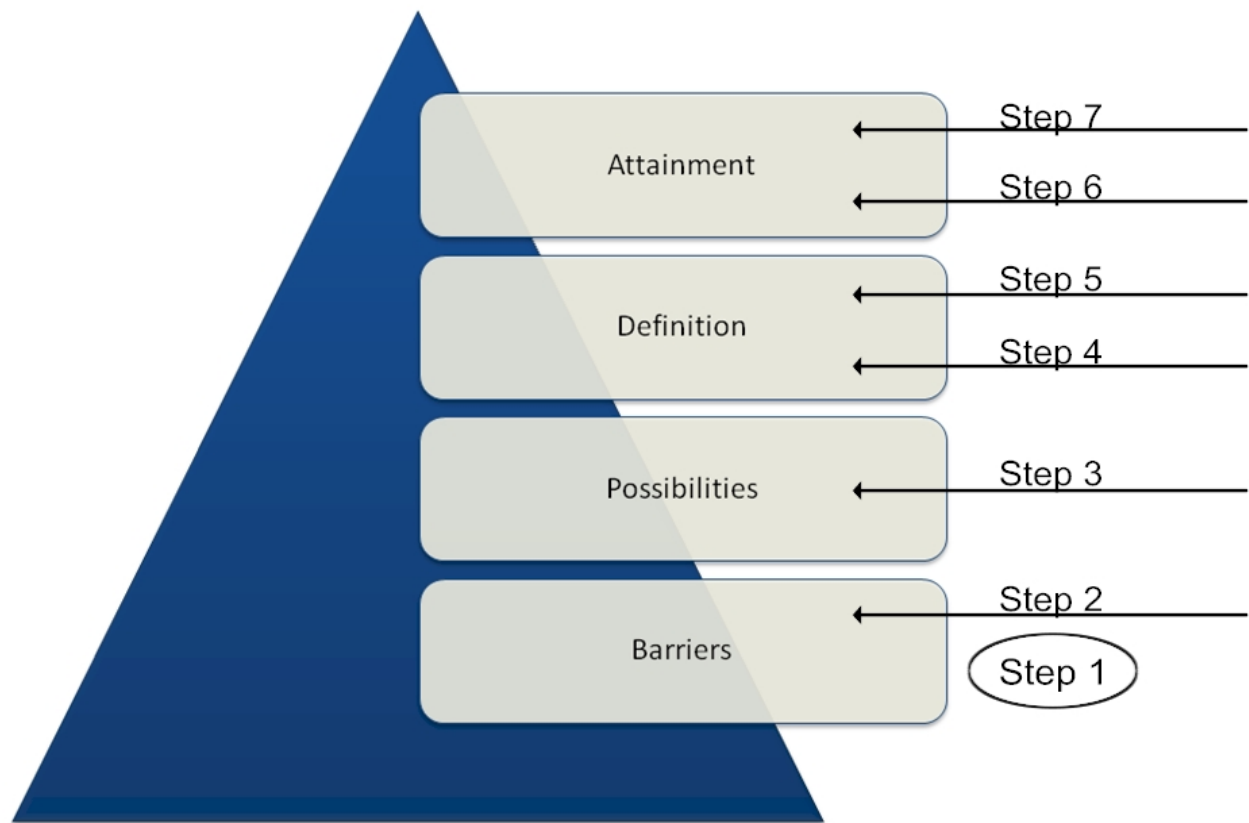 Step 7
Attainment
Step 6
Step 5
Definition
Step 4
Step 3
Possibilities
Step 2
Barriers
Step 1